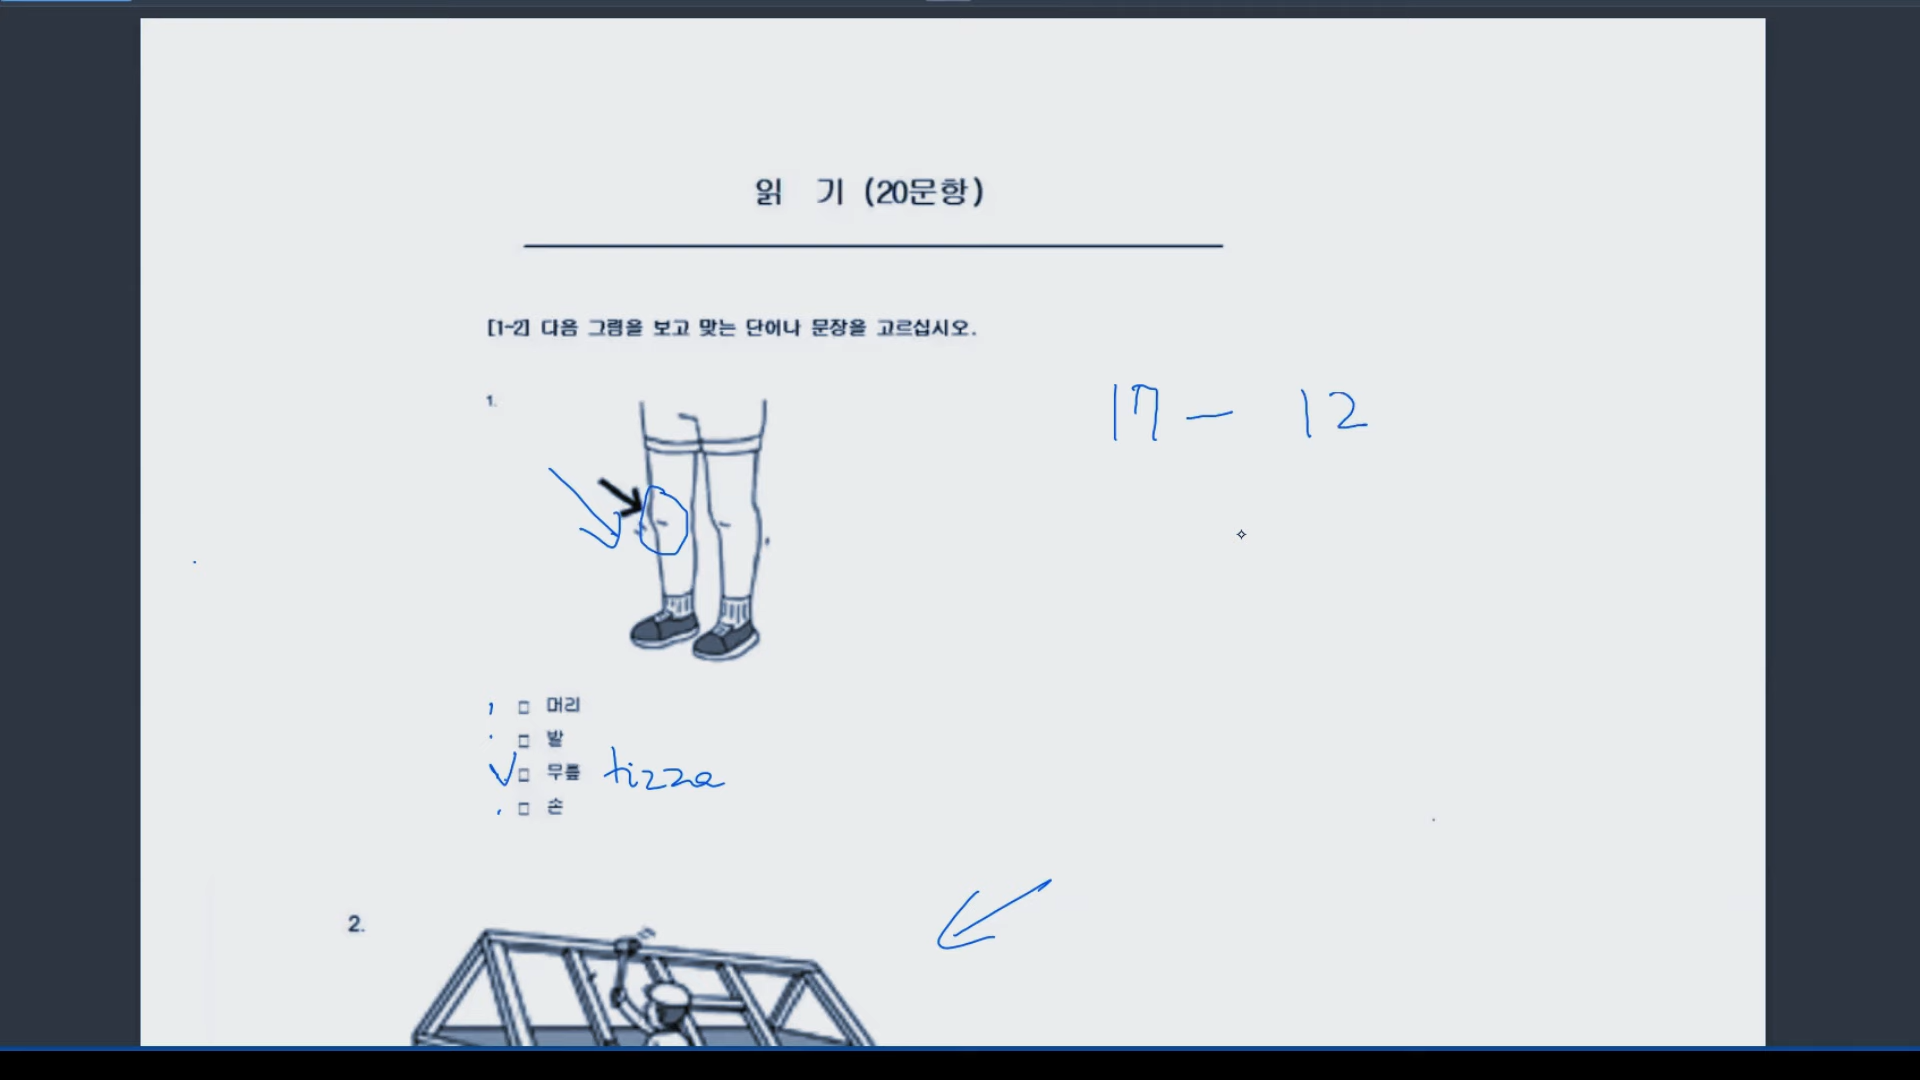 읽 기 (20문항)
[1-2] 다음 그림을 보고 맞는 단어나 문장을 고르십시오.
1.
17 - 12
□ 머리
□ 발
□ 무릎 tizza
□ 손
2.